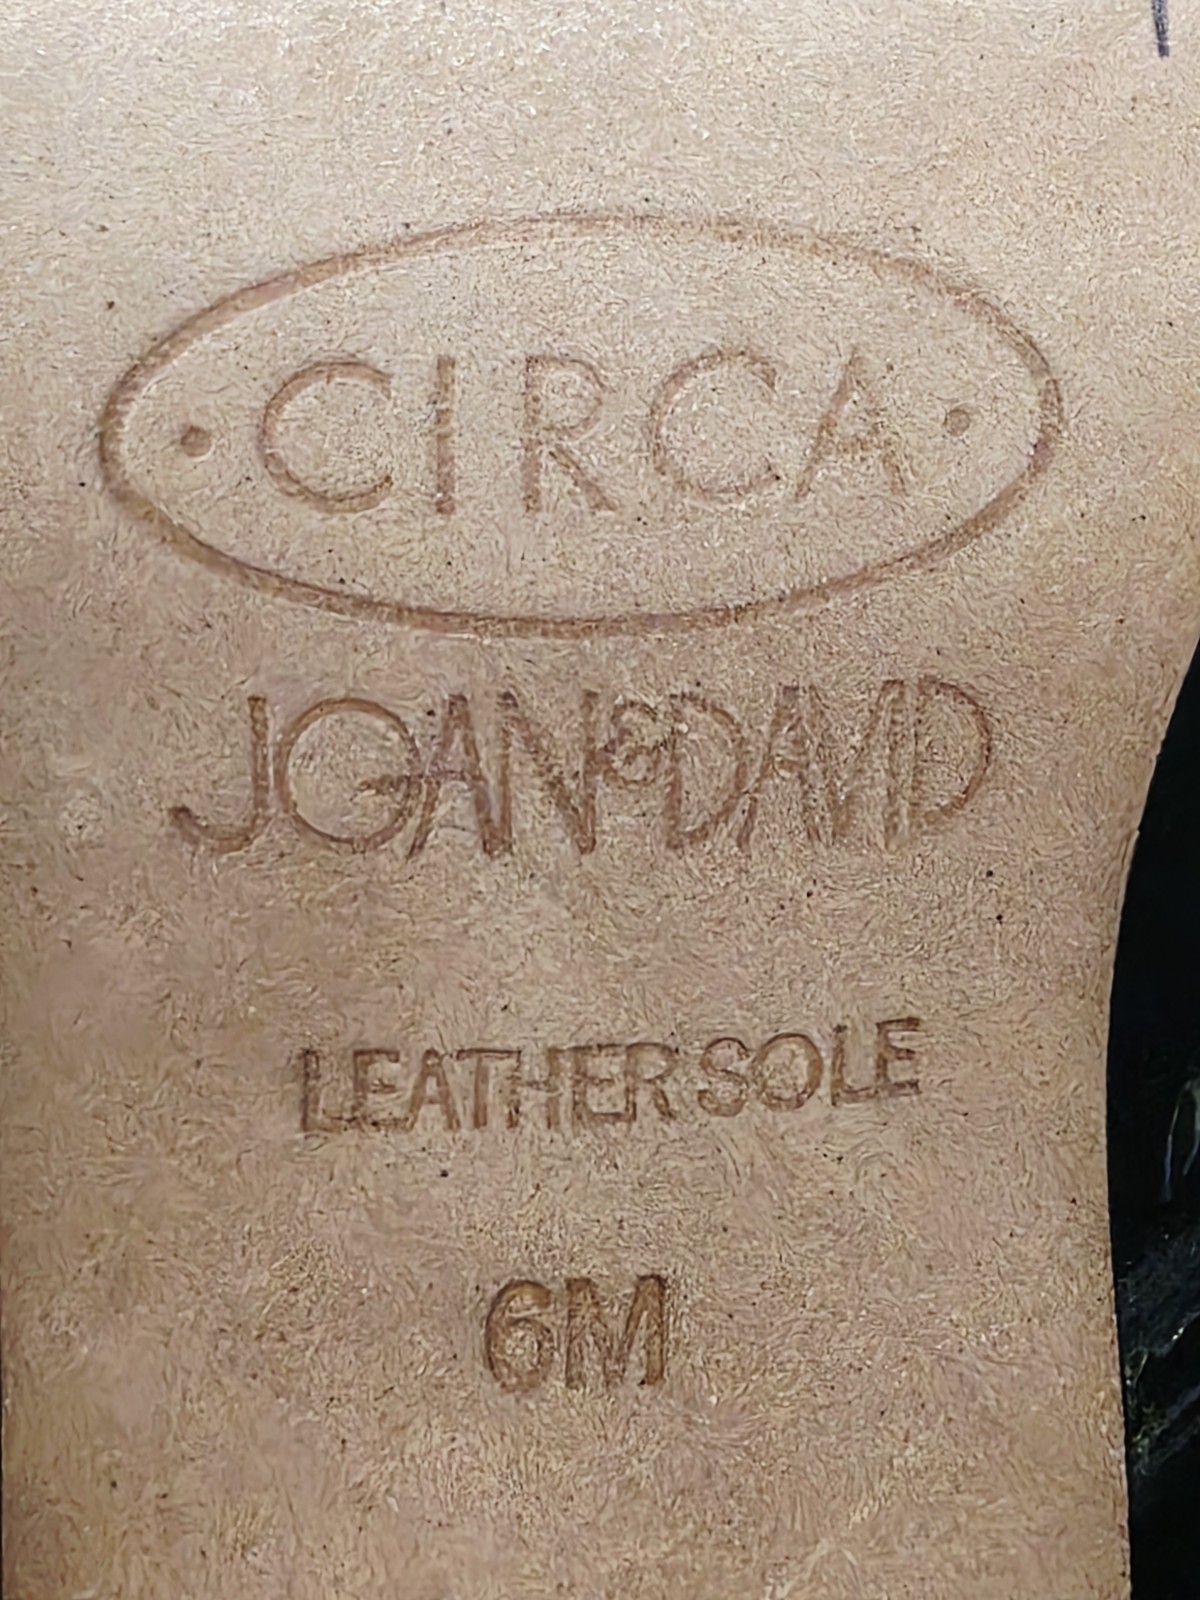 · CIRCA ·
JOAN & DAVID
LEATHER SOLE
6M